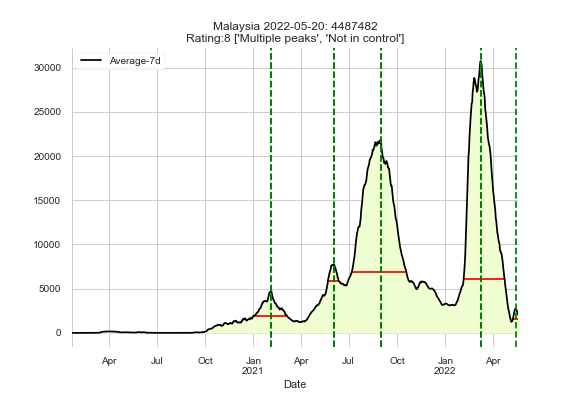 Malaysia 2022-05-20: 4487482
Rating:8 ['Multiple peaks', 'Not in control']
Average-7d
30000
25000
20000
15000
10000
5000
0
Apr Jul Oct Jan Apr Jul Oct Jan Apr
2021 2022
Date